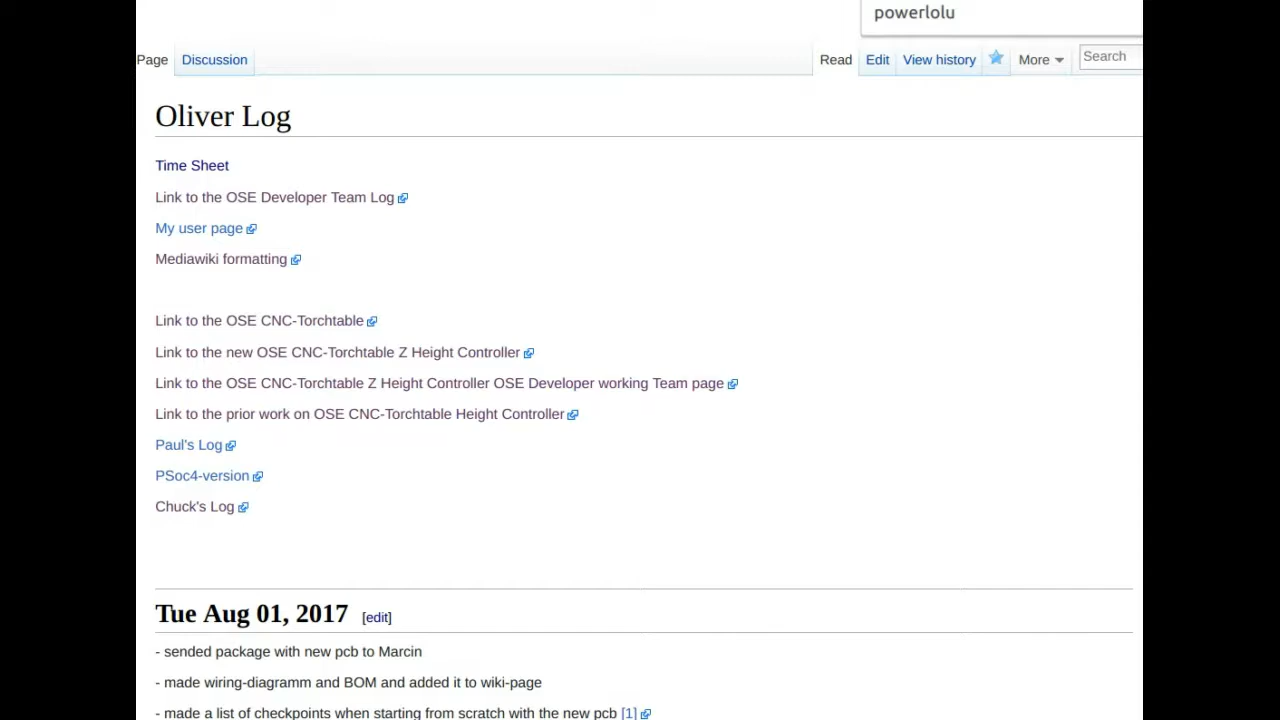 powerlolu
Page Discussion Read Edit View history More Search
Oliver Log
Time Sheet
Link to the OSE Developer Team Log
My user page
Mediawiki formatting
Link to the OSE CNC-Torchtable
Link to the new OSE CNC-Torchtable Z Height Controller
Link to the OSE CNC-Torchtable Z Height Controller OSE Developer working Team page
Link to the prior work on OSE CNC-Torchtable Height Controller
Paul's Log
PSoc4-version
Chuck's Log
Tue Aug 01, 2017 [edit]
- sended package with new pcb to Marcin
- made wiring-diagramm and BOM and added it to wiki-page
- made a list of checkpoints when starting from scratch with the new pcb [1]